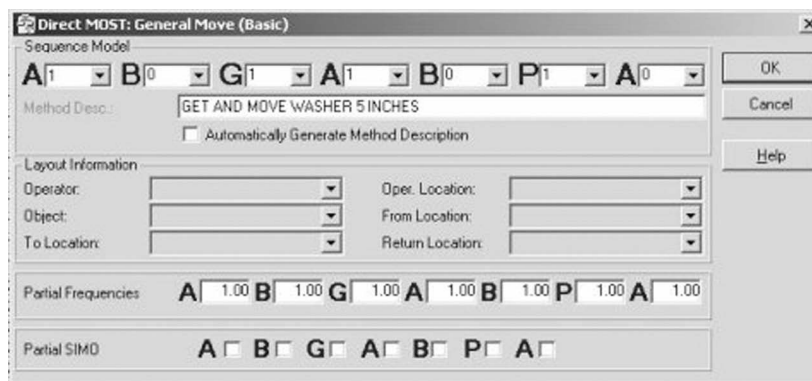 Direct MOST: General Move (Basic)
Sequence Model
A 1 B 0 G 1 A 1 B 0 P 1 A 0
OK
Method Desc.: GET AND MOVE WASHER 5 INCHES
Cancel
Automatically Generate Method Description
Help
Layout Information
Operator: Oper. Location:
Object: From Location:
To Location: Return Location:
Partial Frequencies A 1.00 B 1.00 G 1.00 A 1.00 B 1.00 P 1.00 A 1.00
Partial SIMO A B G A B P A